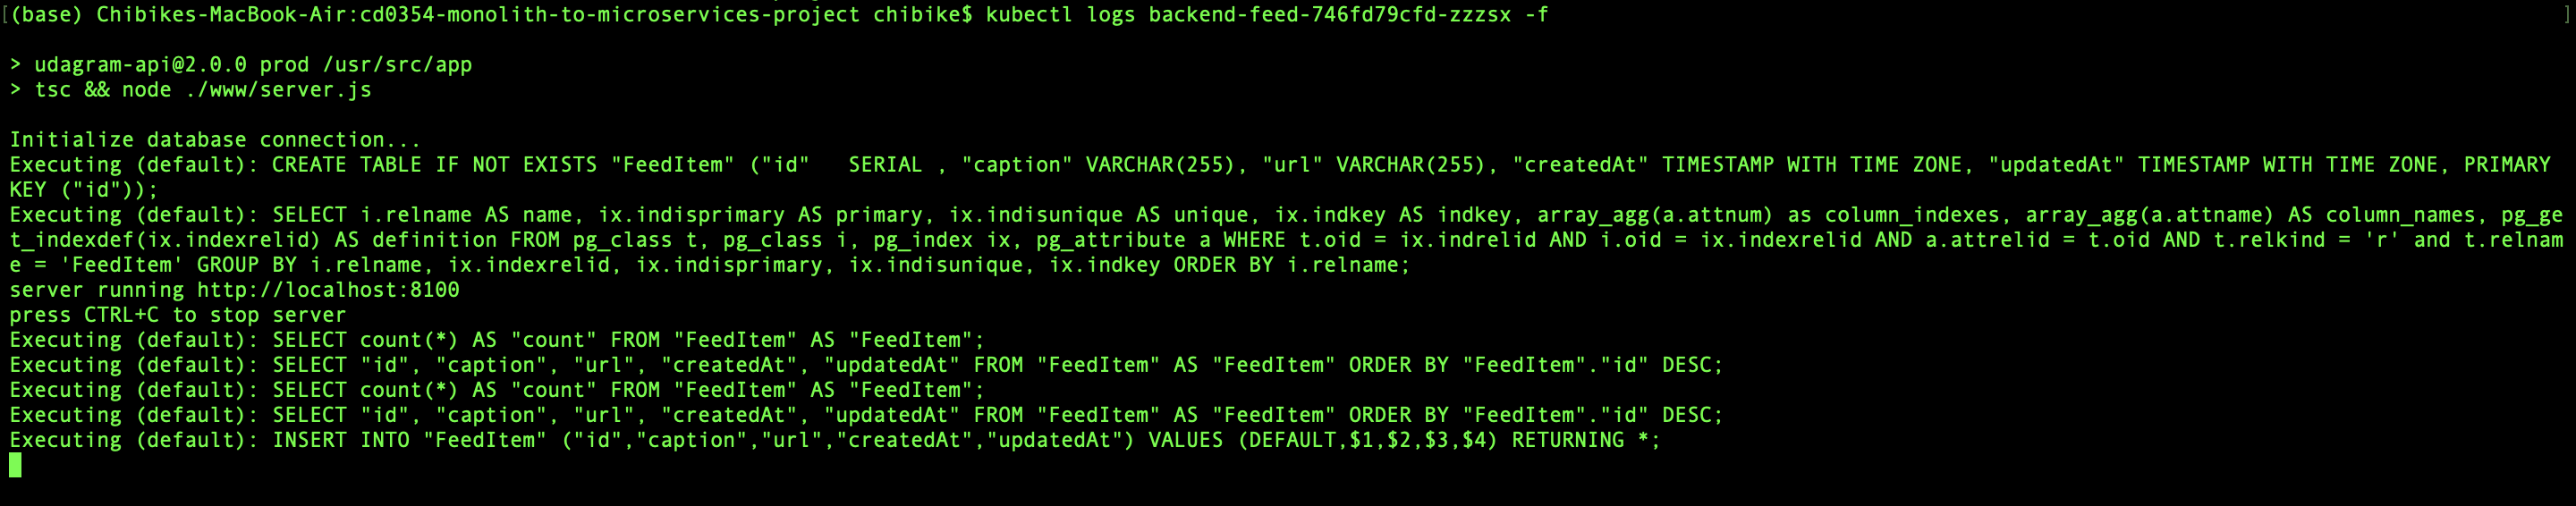 [(base) Chibikes-MacBook-Air:cd0354-monolith-to-microservices-project chibike$ kubectl logs backend-feed-746fd79cfd-zzzsx -f ]
> udagram-api@2.0.0 prod /usr/src/app
> tsc && node ./www/server.js
Initialize database connection...
Executing (default): CREATE TABLE IF NOT EXISTS "FeedItem" ("id"   SERIAL , "caption" VARCHAR(255), "url" VARCHAR(255), "createdAt" TIMESTAMP WITH TIME ZONE, "updatedAt" TIMESTAMP WITH TIME ZONE, PRIMARY
KEY ("id"));
Executing (default): SELECT i.relname AS name, ix.indisprimary AS primary, ix.indisunique AS unique, ix.indkey AS indkey, array_agg(a.attnum) as column_indexes, array_agg(a.attname) AS column_names, pg_ge
t_indexdef(ix.indexrelid) AS definition FROM pg_class t, pg_class i, pg_index ix, pg_attribute a WHERE t.oid = ix.indrelid AND i.oid = ix.indexrelid AND a.attrelid = t.oid AND t.relkind = 'r' and t.relnam
e = 'FeedItem' GROUP BY i.relname, ix.indexrelid, ix.indisprimary, ix.indisunique, ix.indkey ORDER BY i.relname;
server running http://localhost:8100
press CTRL+C to stop server
Executing (default): SELECT count(*) AS "count" FROM "FeedItem" AS "FeedItem";
Executing (default): SELECT "id", "caption", "url", "createdAt", "updatedAt" FROM "FeedItem" AS "FeedItem" ORDER BY "FeedItem"."id" DESC;
Executing (default): SELECT count(*) AS "count" FROM "FeedItem" AS "FeedItem";
Executing (default): SELECT "id", "caption", "url", "createdAt", "updatedAt" FROM "FeedItem" AS "FeedItem" ORDER BY "FeedItem"."id" DESC;
Executing (default): INSERT INTO "FeedItem" ("id","caption","url","createdAt","updatedAt") VALUES (DEFAULT,$1,$2,$3,$4) RETURNING *;